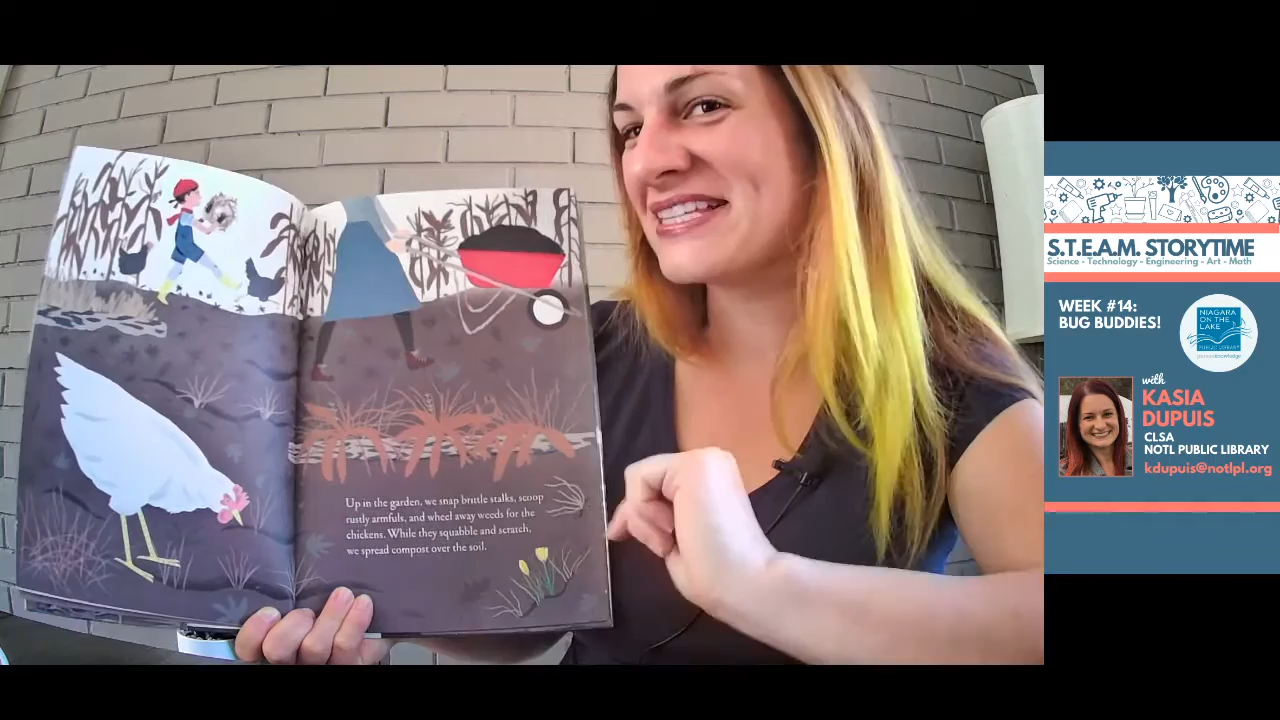 Up in the garden, we snap brittle stalks, scoop
rustly armfuls, and wheel away weeds for the
chickens. While they squabble and scratch,
we spread compost over the soil.
S.T.E.A.M. STORYTIME
Science - Technology - Engineering - Art - Math
WEEK #14:
BUG BUDDIES!
NIAGARA
ON THE
LAKE
PUBLIC LIBRARY
with
KASIA
DUPUIS
CLSA
NOTL PUBLIC LIBRARY
kdupuis@notlpl.org